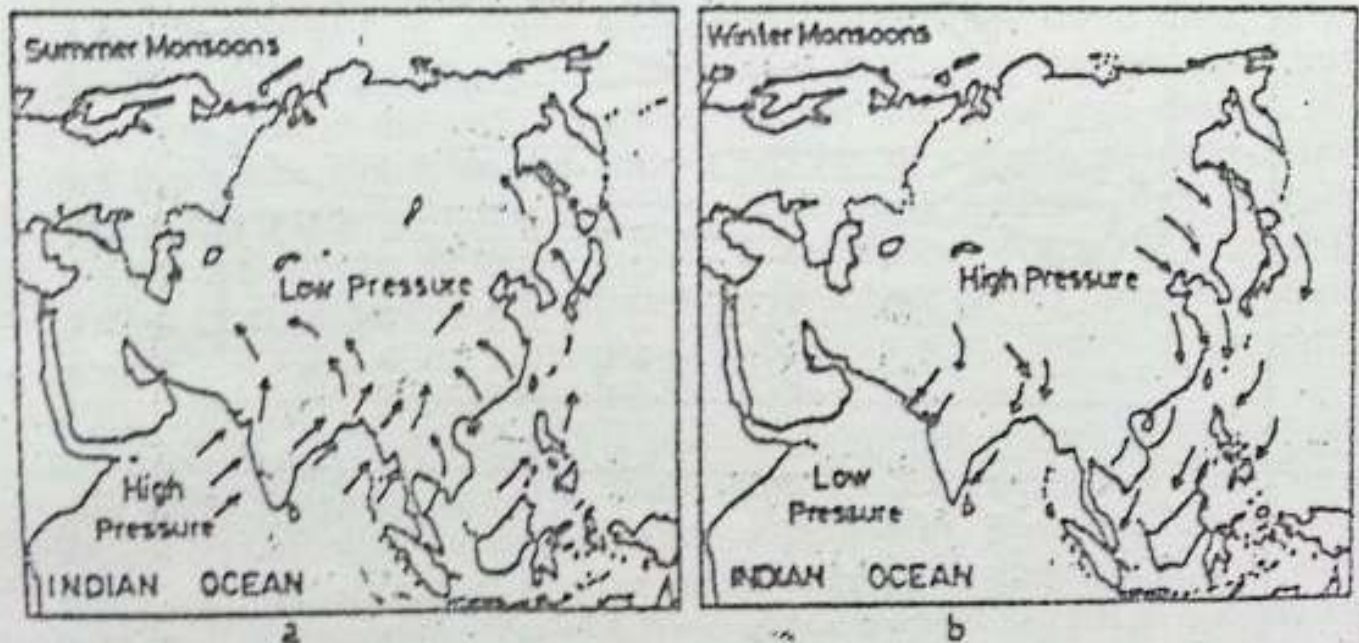 Summer Monsoons
Low Pressure
High
Pressure
INDIAN OCEAN
a
Winter Monsoons
High Pressure
Low
Pressure
INDIAN OCEAN
b